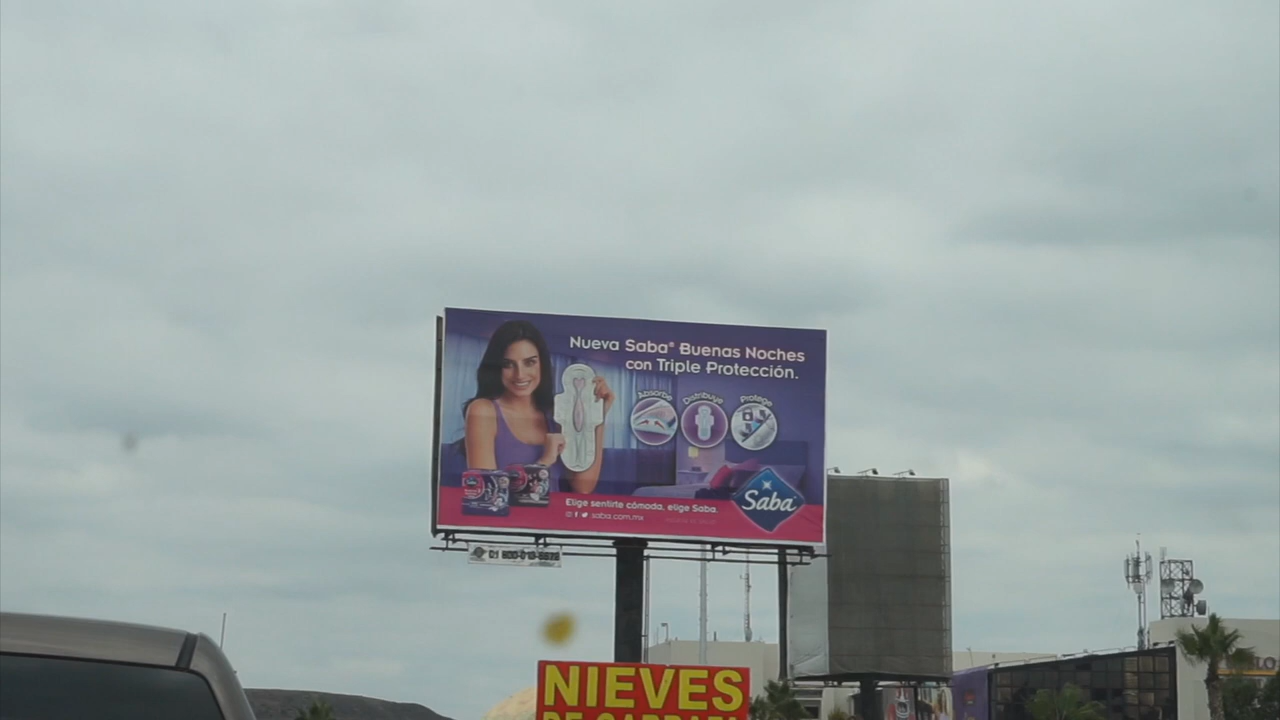 Nueva Saba® Buenas Noches
con Triple Protección.
Absorbe
Distribuye
Protege
Elige sentirte cómoda, elige Saba.
saba.com.mx
Saba
NIEVES